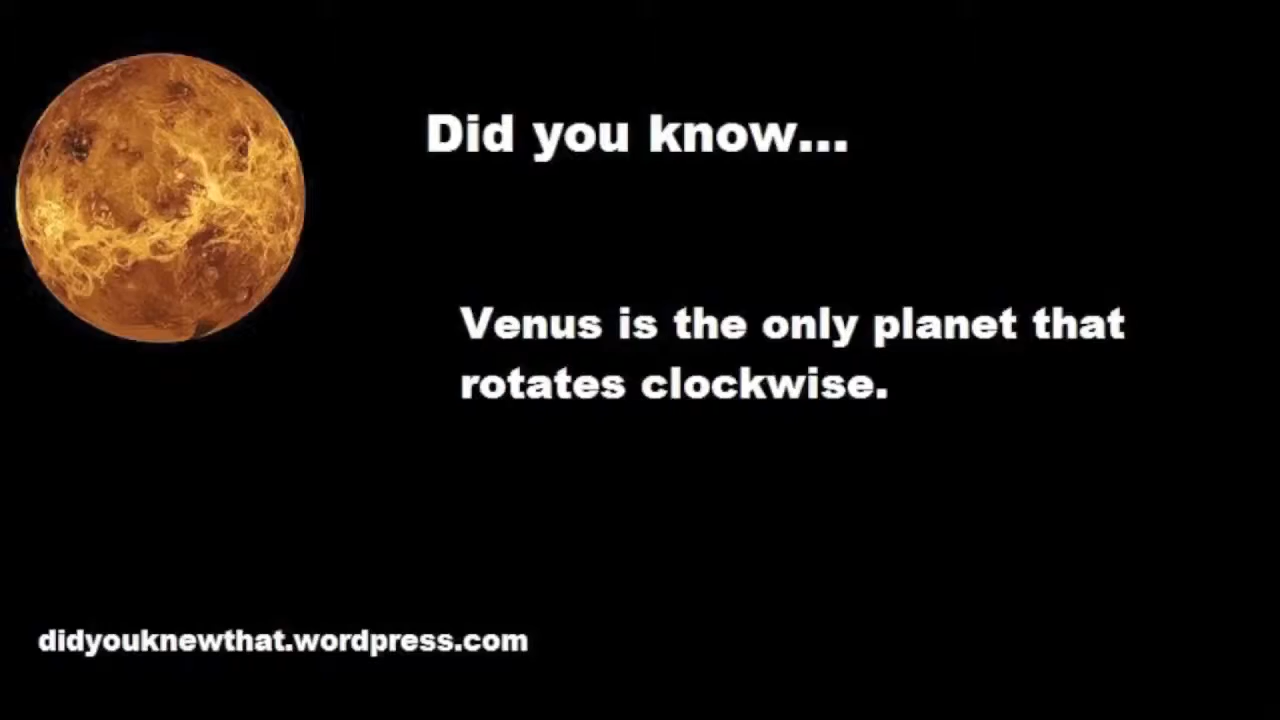 Did you know...
Venus is the only planet that
rotates clockwise.
didyouknewthat.wordpress.com